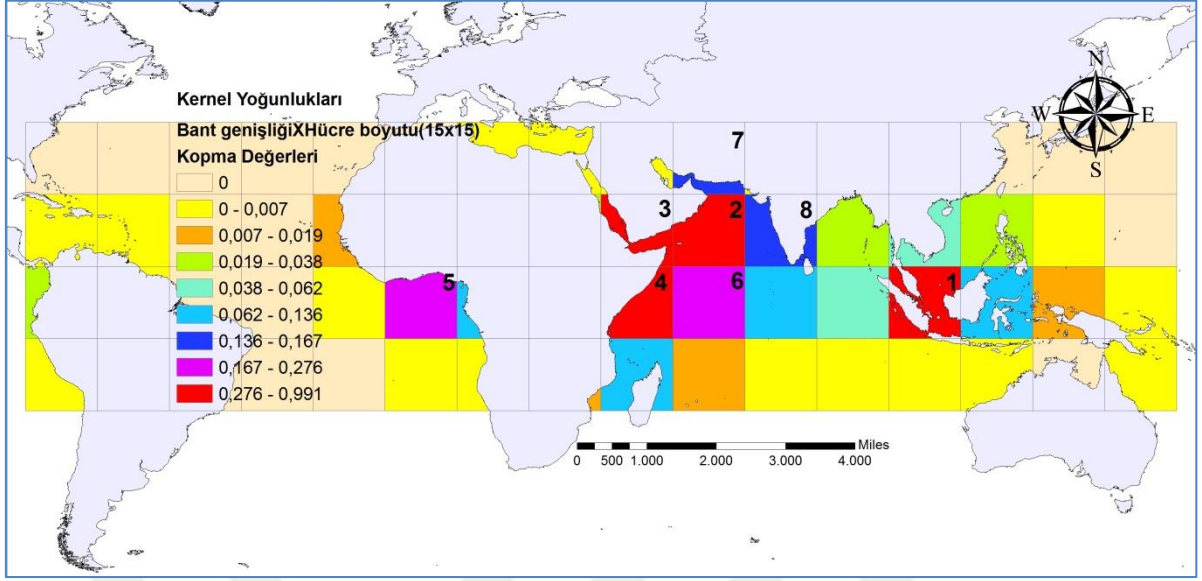 Kernel Yoğunlukları
Bant genişliğiXHücre boyutu(15x15)
Kopma Değerleri
0
0 - 0,007
0,007 - 0,019
0,019 - 0,038
0,038 - 0,062
0,062 - 0,136
0,136 - 0,167
0,167 - 0,276
0,276 - 0,991
N
W E
S
7
3 2 8
5 4 6 1
Miles
0 500 1.000 2.000 3.000 4.000